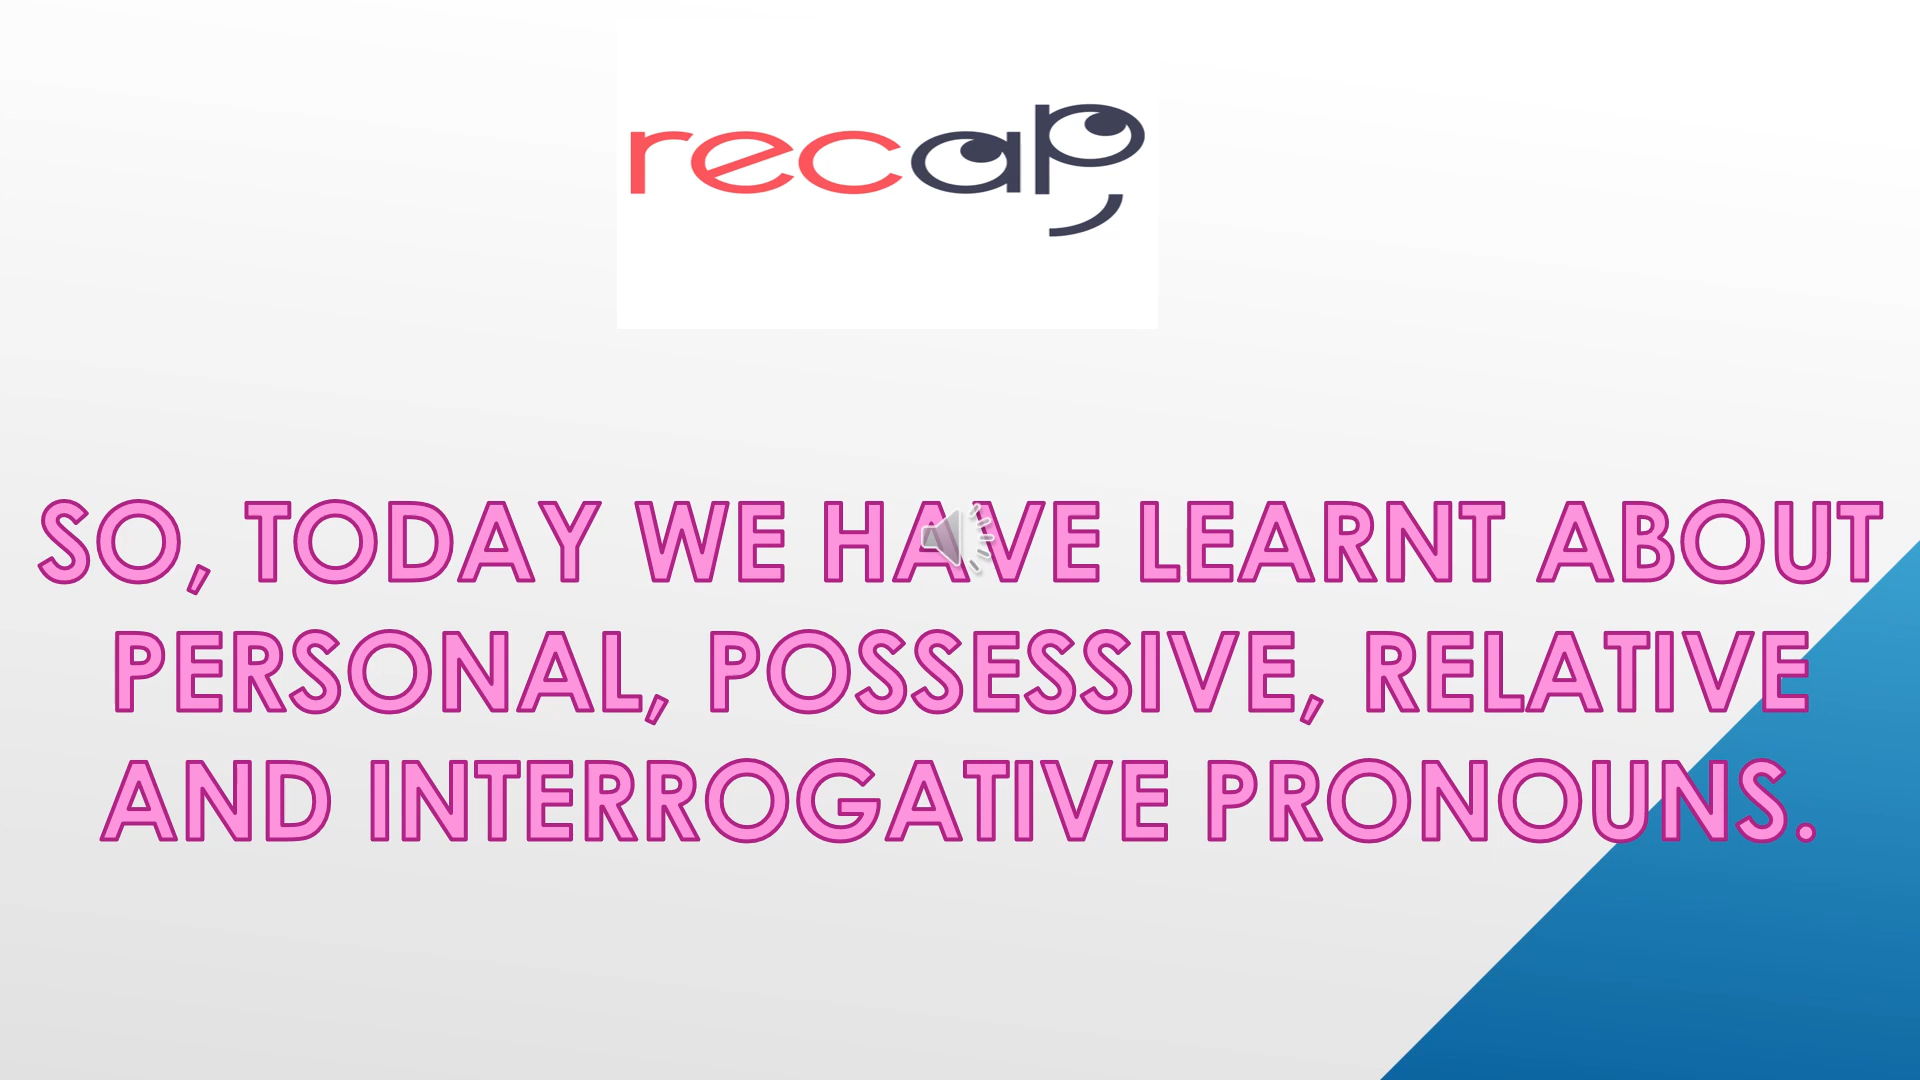 recap
SO, TODAY WE HAVE LEARNT ABOUT
PERSONAL, POSSESSIVE, RELATIVE
AND INTERROGATIVE PRONOUNS.